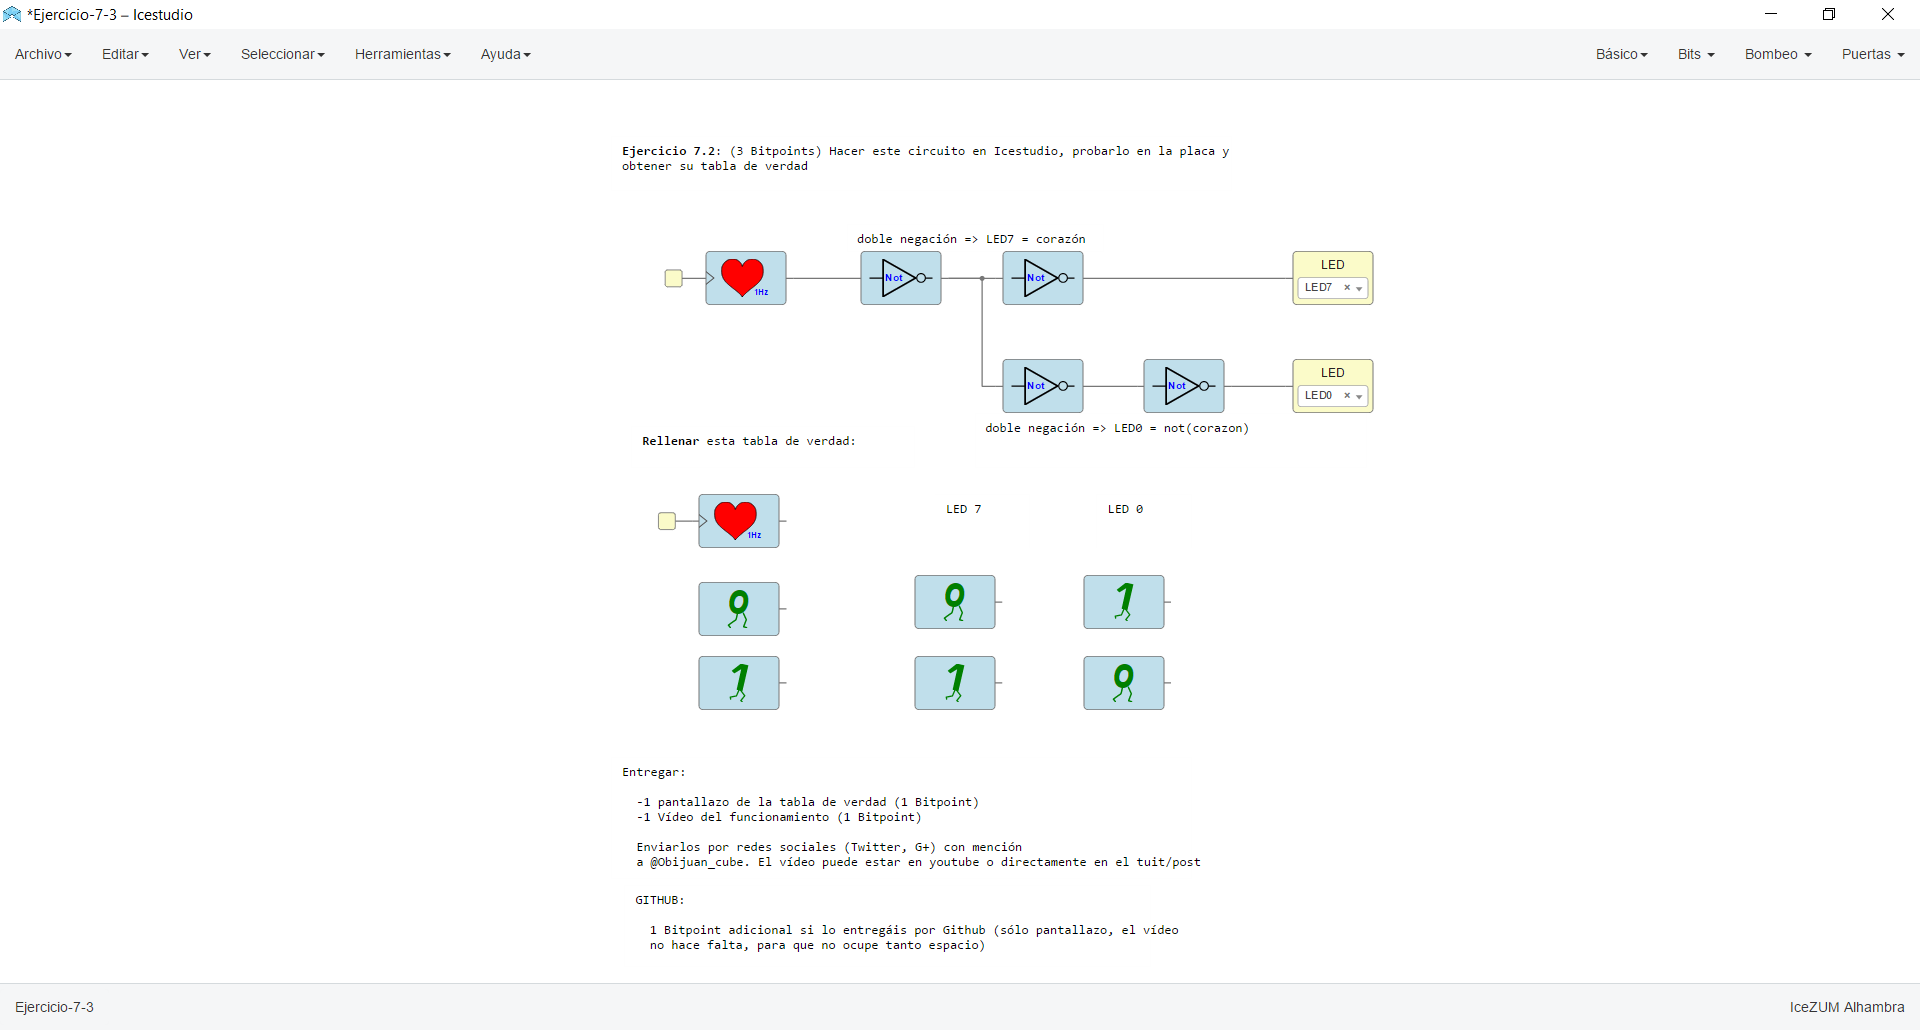 *Ejercicio-7-3 – Icestudio
Archivo Editar Ver Seleccionar Herramientas Ayuda Básico Bits Bombeo Puertas
Ejercicio 7.2: (3 Bitpoints) Hacer este circuito en Icestudio, probarlo en la placa y
obtener su tabla de verdad
doble negación => LED7 = corazón
1Hz
Not
Not
LED
LED7
Not
Not
LED
LED0
doble negación => LED0 = not(corazon)
Rellenar esta tabla de verdad:
1Hz
LED 7
LED 0
0 0 1
1 1 0
Entregar:
-1 pantallazo de la tabla de verdad (1 Bitpoint)
-1 Vídeo del funcionamiento (1 Bitpoint)
Enviarlos por redes sociales (Twitter, G+) con mención
a @Obijuan_cube. El vídeo puede estar en youtube o directamente en el tuit/post
GITHUB:
1 Bitpoint adicional si lo entregáis por Github (sólo pantallazo, el vídeo
no hace falta, para que no ocupe tanto espacio)
Ejercicio-7-3
IceZUM Alhambra